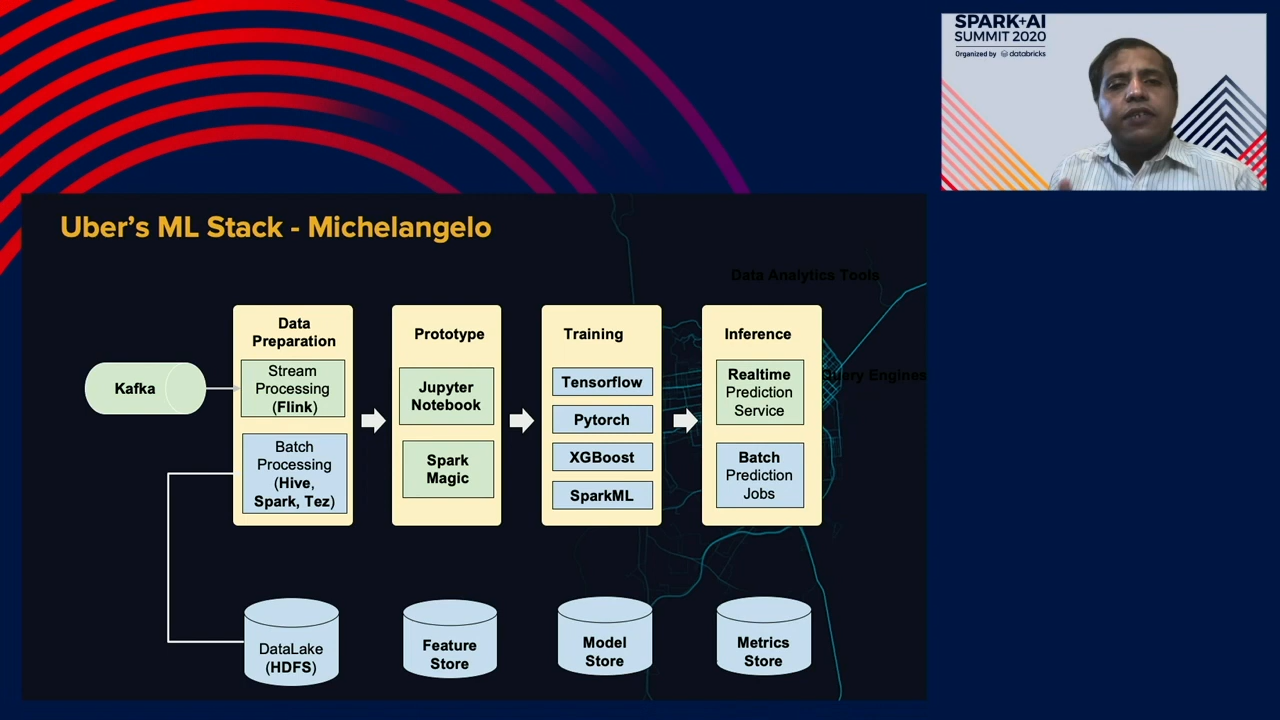 SPARK+AI
SUMMIT 2020
Organized by databricks
Uber's ML Stack - Michelangelo
Data Analytics Tools
Query Engines
Kafka
Data
Preparation
Stream
Processing
(Flink)
Batch
Processing
(Hive,
Spark, Tez)
Prototype
Jupyter
Notebook
Spark
Magic
Training
Tensorflow
Pytorch
XGBoost
SparkML
Inference
Realtime
Prediction
Service
Batch
Prediction
Jobs
DataLake
(HDFS)
Feature
Store
Model
Store
Metrics
Store